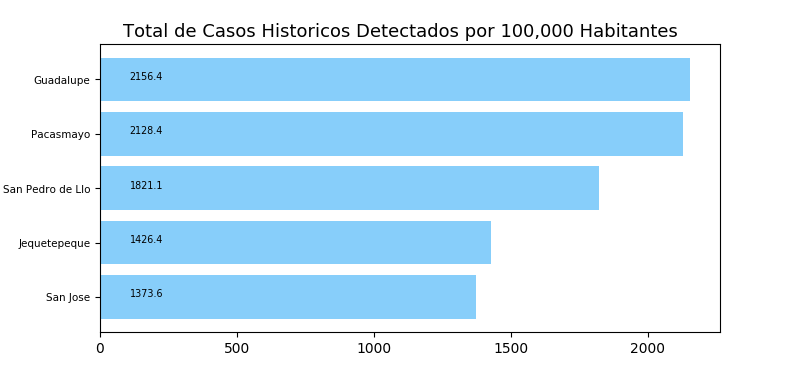 Total de Casos Historicos Detectados por 100,000 Habitantes
Guadalupe 2156.4
Pacasmayo 2128.4
San Pedro de Llo 1821.1
Jequetepeque 1426.4
San Jose 1373.6
0 500 1000 1500 2000